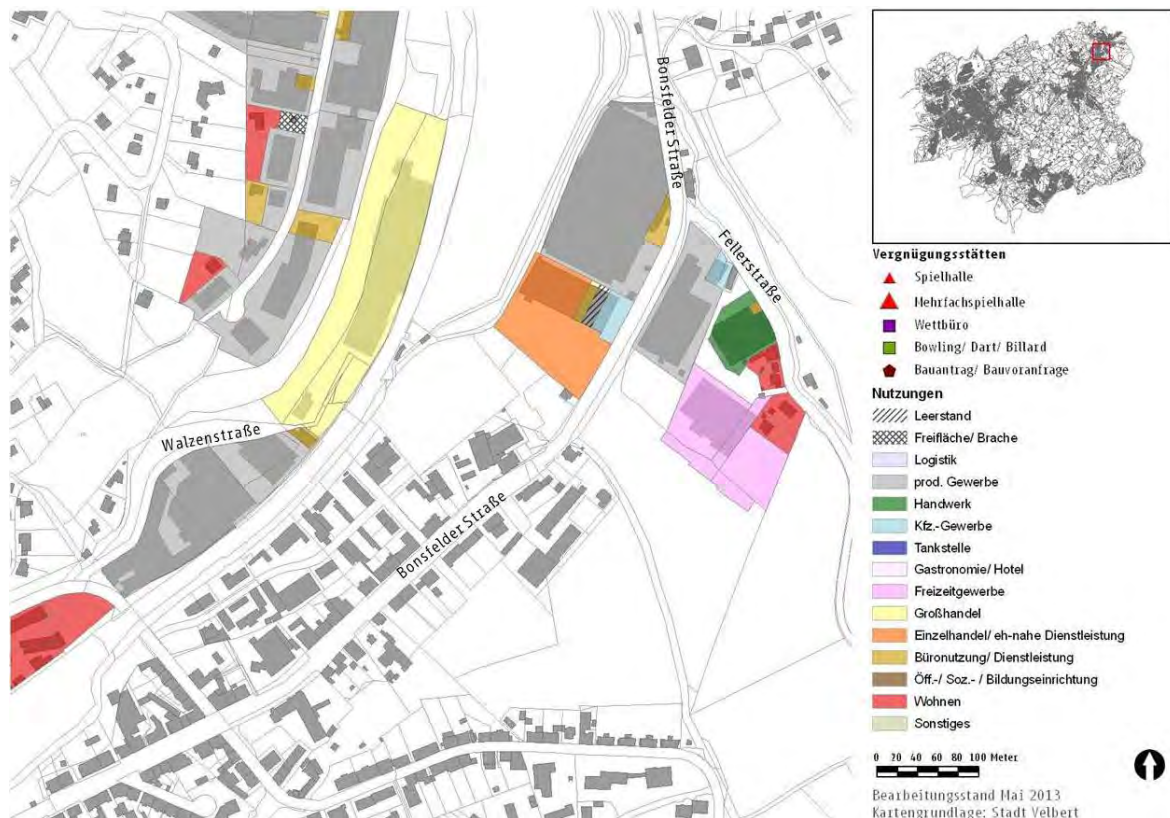 Bonsfelder Straße
Fellerstraße
Walzenstraße
Bonsfelder Straße
Vergnügungsstätten
Spielhalle
Mehrfachspielhalle
Wettbüro
Bowling/ Dart/ Billard
Bauantrag/ Bauvoranfrage
Nutzungen
Leerstand
Freifläche/ Brache
Logistik
prod. Gewerbe
Handwerk
Kfz.-Gewerbe
Tankstelle
Gastronomie/ Hotel
Freizeitgewerbe
Großhandel
Einzelhandel/ eh-nahe Dienstleistung
Büronutzung/ Dienstleistung
Öff.-/ Soz.- / Bildungseinrichtung
Wohnen
Sonstiges
0 20 40 60 80 100 Meter
Bearbeitungsstand Mai 2013
Kartengrundlage: Stadt Velbert